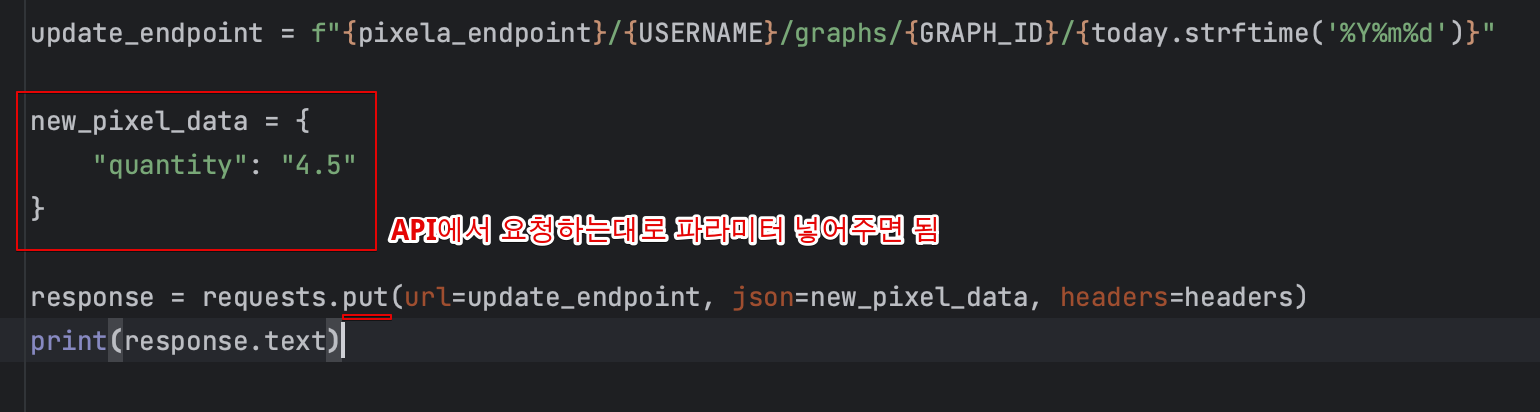 update_endpoint = f"{pixela_endpoint}/{USERNAME}/graphs/{GRAPH_ID}/{today.strftime('%Y%m%d')}"
new_pixel_data = {
    "quantity": "4.5"
}
API에서 요청하는대로 파라미터 넣어주면 됨
response = requests.put(url=update_endpoint, json=new_pixel_data, headers=headers)
print(response.text)